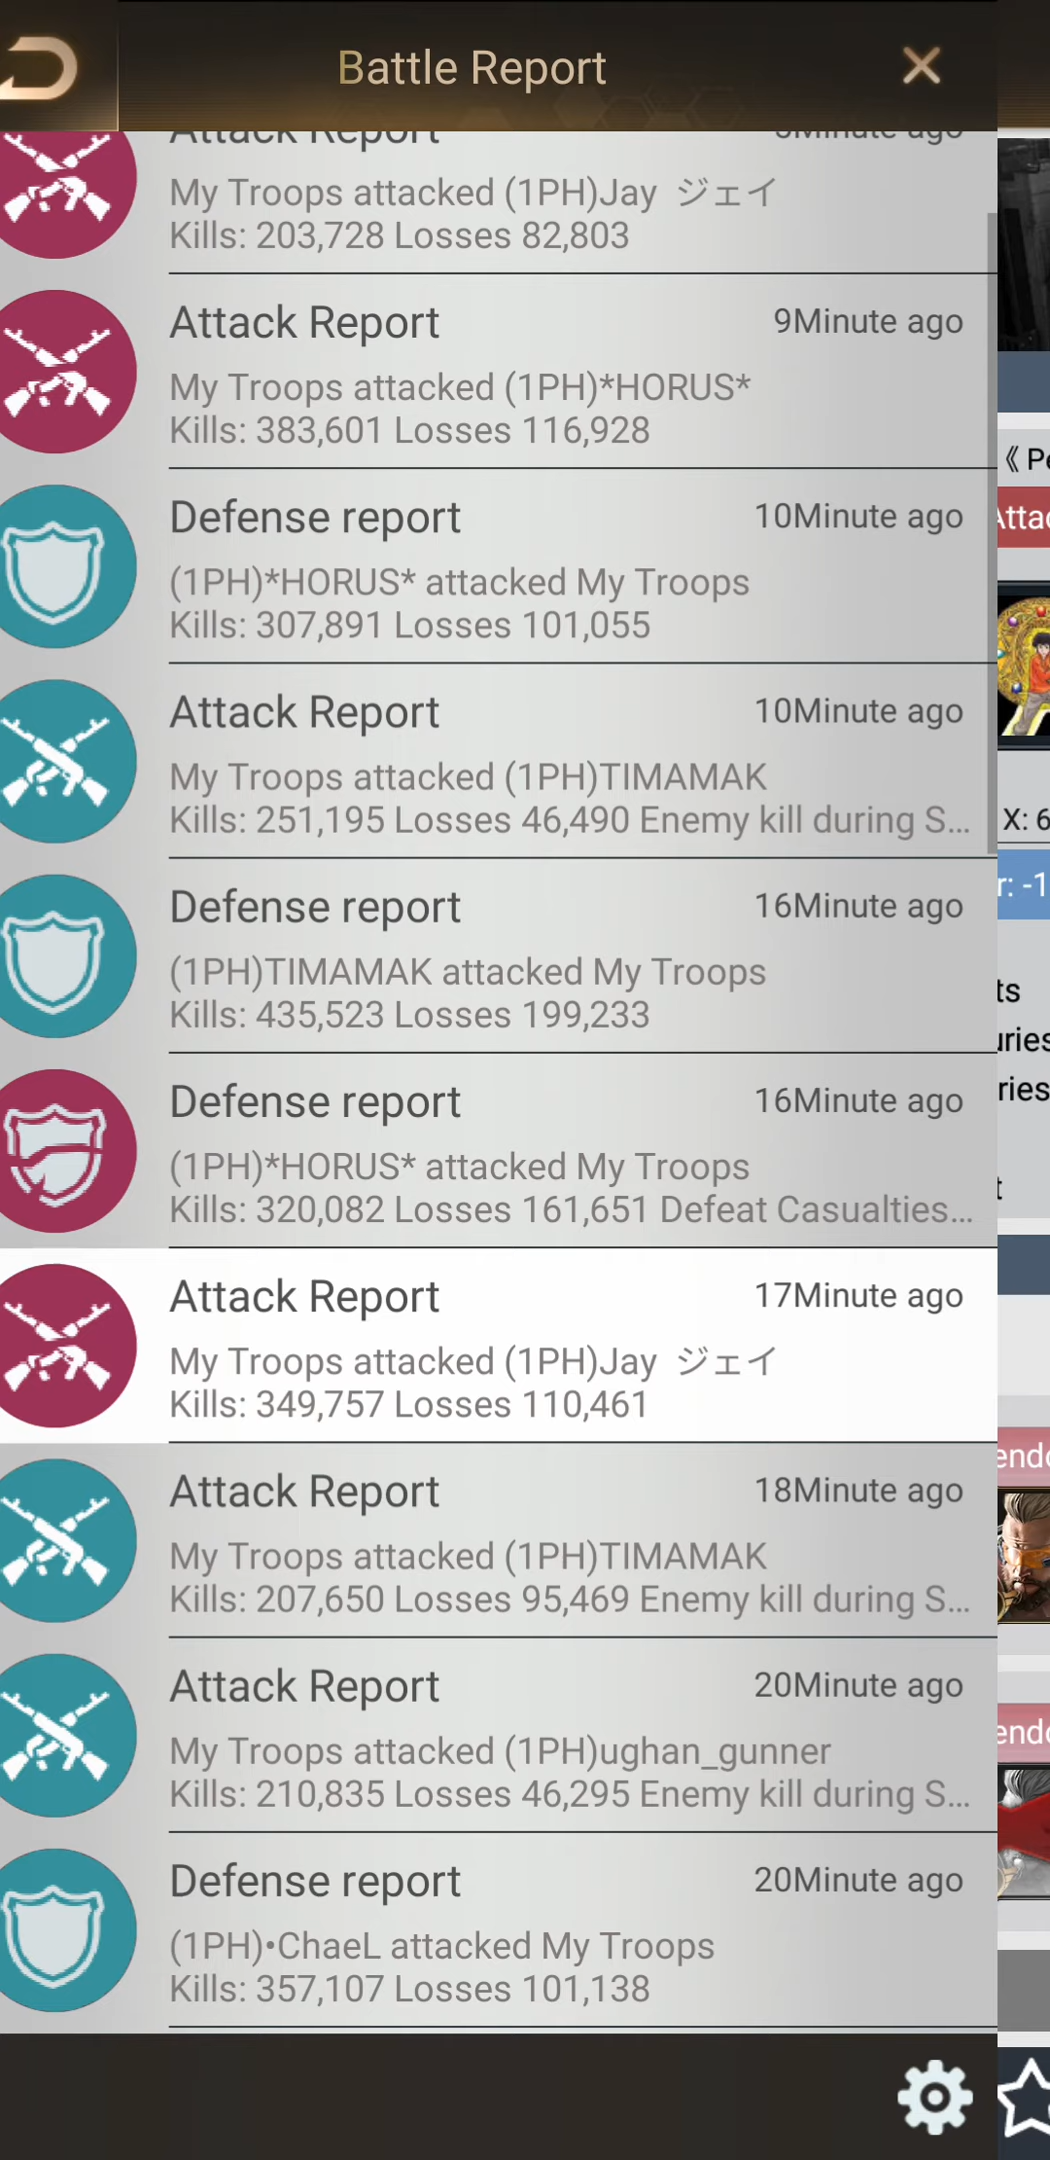 Battle Report
Attack Report
My Troops attacked (1PH)Jay ジェイ
Kills: 203,728 Losses 82,803
Attack Report
9Minute ago
My Troops attacked (1PH)*HORUS*
Kills: 383,601 Losses 116,928
Defense report
10Minute ago
(1PH)*HORUS* attacked My Troops
Kills: 307,891 Losses 101,055
Attack Report
10Minute ago
My Troops attacked (1PH)TIMAMAK
Kills: 251,195 Losses 46,490 Enemy kill during S...
Defense report
16Minute ago
(1PH)TIMAMAK attacked My Troops
Kills: 435,523 Losses 199,233
Defense report
16Minute ago
(1PH)*HORUS* attacked My Troops
Kills: 320,082 Losses 161,651 Defeat Casualties...
Attack Report
17Minute ago
My Troops attacked (1PH)Jay ジェイ
Kills: 349,757 Losses 110,461
Attack Report
18Minute ago
My Troops attacked (1PH)TIMAMAK
Kills: 207,650 Losses 95,469 Enemy kill during S...
Attack Report
20Minute ago
My Troops attacked (1PH)ughan_gunner
Kills: 210,835 Losses 46,295 Enemy kill during S...
Defense report
20Minute ago
(1PH)•ChaeL attacked My Troops
Kills: 357,107 Losses 101,138
《 Pe
X: 6
r: -1
ts
uries
ries
t